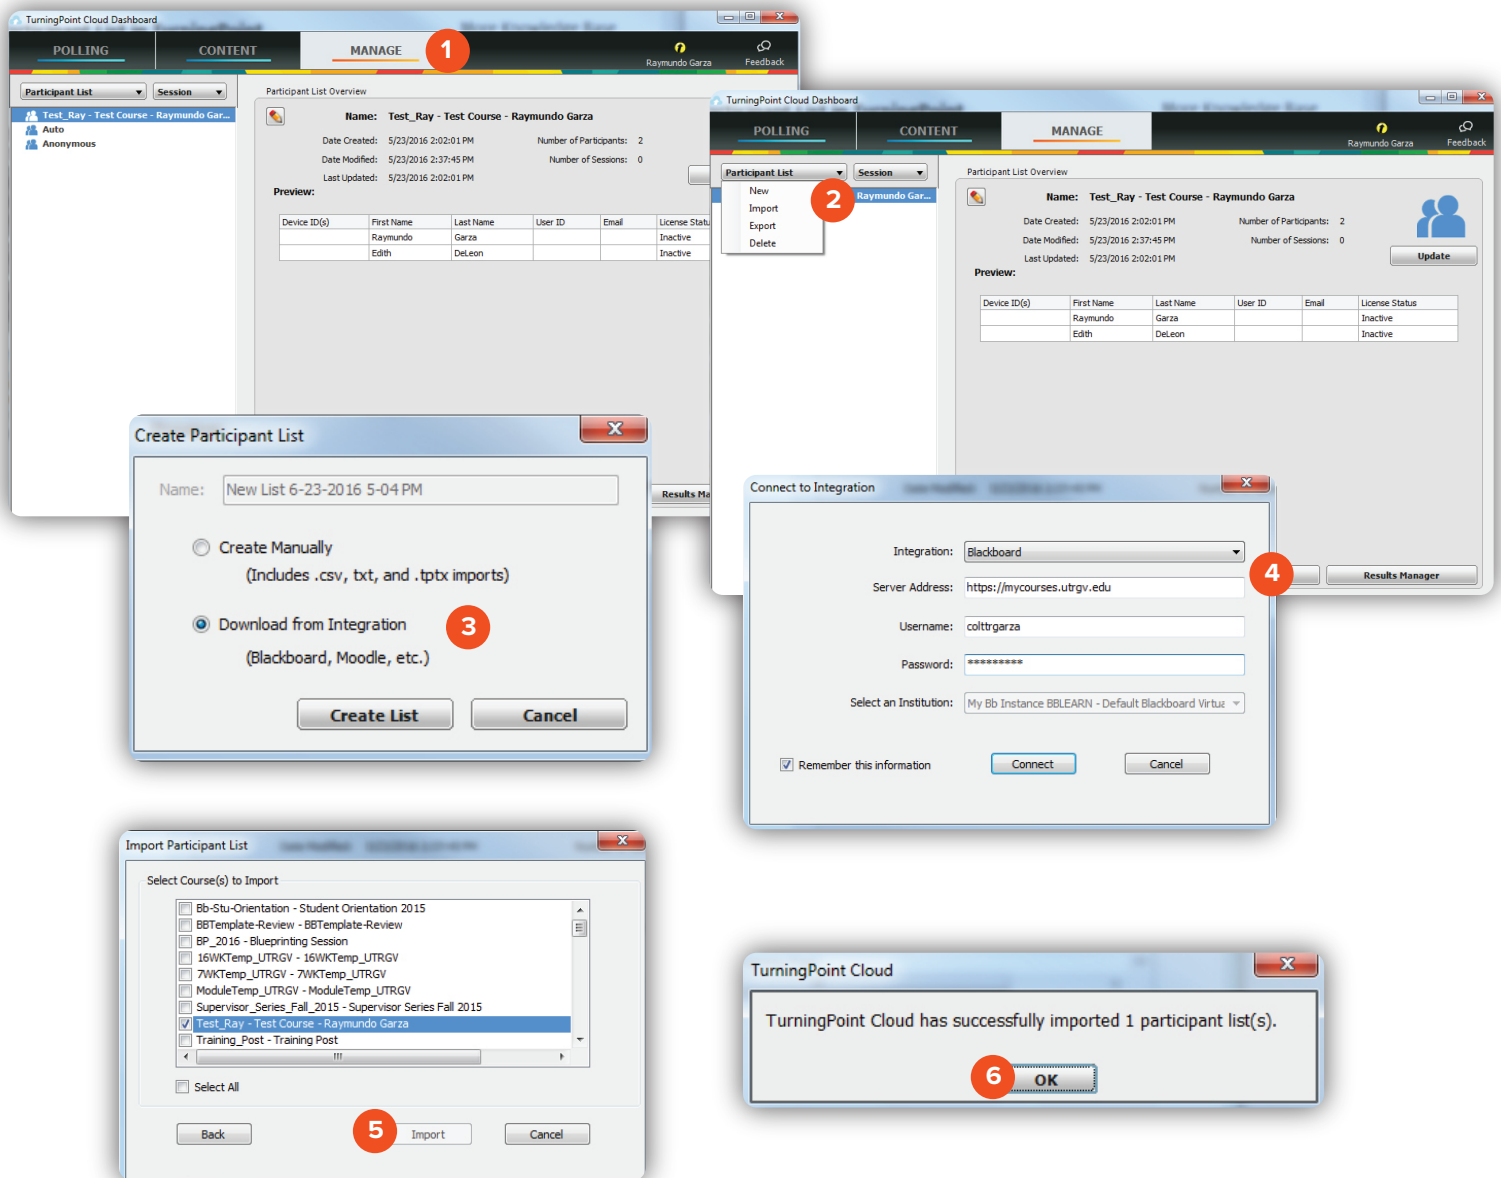 TurningPoint Cloud Dashboard
POLLING CONTENT MANAGE 1 Raymundo Garza Feedback
Participant List Session
Test_Ray - Test Course - Raymundo Gar...
Auto
Anonymous
Participant List Overview
Name: Test_Ray - Test Course - Raymundo Garza
Date Created: 5/23/2016 2:02:01 PM Number of Participants: 2
Date Modified: 5/23/2016 2:37:45 PM Number of Sessions: 0
Last Updated: 5/23/2016 2:02:01 PM
Preview:
Device ID(s) First Name Last Name User ID Email License Statu
Raymundo Garza Inactive
Edith DeLeon Inactive
Results Ma
TurningPoint Cloud Dashboard
POLLING CONTENT MANAGE Raymundo Garza Feedback
Participant List Session
New
Import
Export
Delete
2
Raymundo Gar...
Participant List Overview
Name: Test_Ray - Test Course - Raymundo Garza
Date Created: 5/23/2016 2:02:01 PM Number of Participants: 2
Date Modified: 5/23/2016 2:37:45 PM Number of Sessions: 0
Last Updated: 5/23/2016 2:02:01 PM
Update
Preview:
Device ID(s) First Name Last Name User ID Email License Status
Raymundo Garza Inactive
Edith DeLeon Inactive
Results Manager
Create Participant List
Name: New List 6-23-2016 5-04 PM
Create Manually
(Includes .csv, txt, and .tptx imports)
Download from Integration 3
(Blackboard, Moodle, etc.)
Create List Cancel
Connect to Integration
Integration: Blackboard
4
Server Address: https://mycourses.utrgv.edu
Username: colttrgarza
Password: *********
Select an Institution: My Bb Instance BBLEARN - Default Blackboard Virtua
Remember this information Connect Cancel
Import Participant List
Select Course(s) to Import
Bb-Stu-Orientation - Student Orientation 2015
BBTemplate-Review - BBTemplate-Review
BP_2016 - Blueprinting Session
16WKTemp_UTRGV - 16WKTemp_UTRGV
7WKTemp_UTRGV - 7WKTemp_UTRGV
ModuleTemp_UTRGV - ModuleTemp_UTRGV
Supervisor_Series_Fall_2015 - Supervisor Series Fall 2015
Test_Ray - Test Course - Raymundo Garza
Training_Post - Training Post
Select All
Back 5 Import Cancel
TurningPoint Cloud
TurningPoint Cloud has successfully imported 1 participant list(s).
6 OK